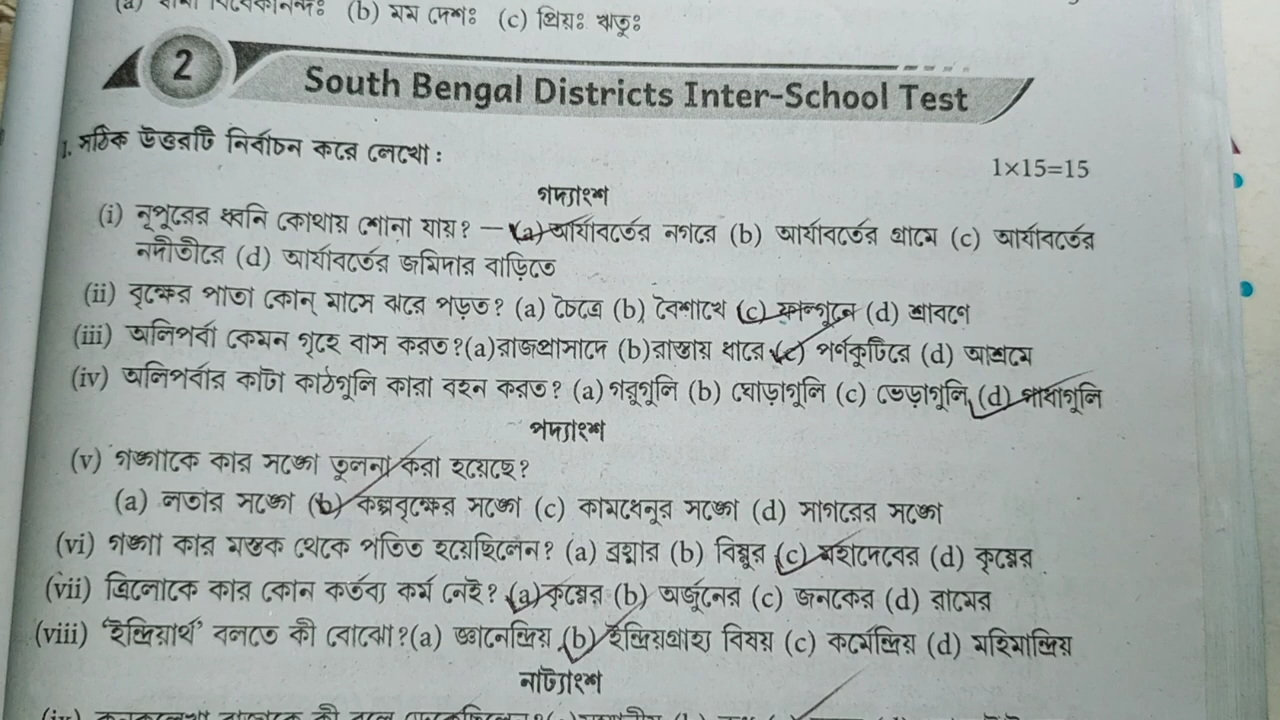 (b) মম দেশঃ (c) প্রিয়ঃ ঋতুঃ
2
South Bengal Districts Inter-School Test
1. সঠিক উত্তরটি নির্বাচন করে লেখো :
1×15=15
গদ্যাংশ
(i) নূপুরের ধ্বনি কোথায় শোনা যায়? — (a) আর্যাবর্তের নগরে (b) আর্যাবর্তের গ্রামে (c) আর্যাবর্তের
নদীতীরে (d) আর্যাবর্তের জমিদার বাড়িতে
(ii) বৃক্ষের পাতা কোন্ মাসে ঝরে পড়ত? (a) চৈত্রে (b) বৈশাখে (c) ফাল্গুনে (d) শ্রাবণে
(iii) অলিপর্বা কেমন গৃহে বাস করত?(a)রাজপ্রাসাদে (b)রাস্তায় ধারে (c) পর্ণকুটিরে (d) আশ্রমে
(iv) অলিপর্বার কাটা কাঠগুলি কারা বহন করত? (a) গরুগুলি (b) ঘোড়াগুলি (c) ভেড়াগুলি (d) গাধাগুলি
পদ্যাংশ
(v) গঙ্গাকে কার সঙ্গে তুলনা করা হয়েছে?
(a) লতার সঙ্গে (b) কল্পবৃক্ষের সঙ্গে (c) কামধেনুর সঙ্গে (d) সাগরের সঙ্গে
(vi) গঙ্গা কার মস্তক থেকে পতিত হয়েছিলেন? (a) ব্রহ্মার (b) বিষ্ণুর (c) মহাদেবের (d) কৃষ্ণের
(vii) ত্রিলোকে কার কোন কর্তব্য কর্ম নেই? (a) কৃষ্ণের (b) অর্জুনের (c) জনকের (d) রামের
(viii) ‘ইন্দ্রিয়ার্থ’ বলতে কী বোঝো?(a) জ্ঞানেন্দ্রিয় (b) ইন্দ্রিয়গ্রাহ্য বিষয় (c) কর্মেন্দ্রিয় (d) মহিমান্দ্রিয়
নাট্যাংশ